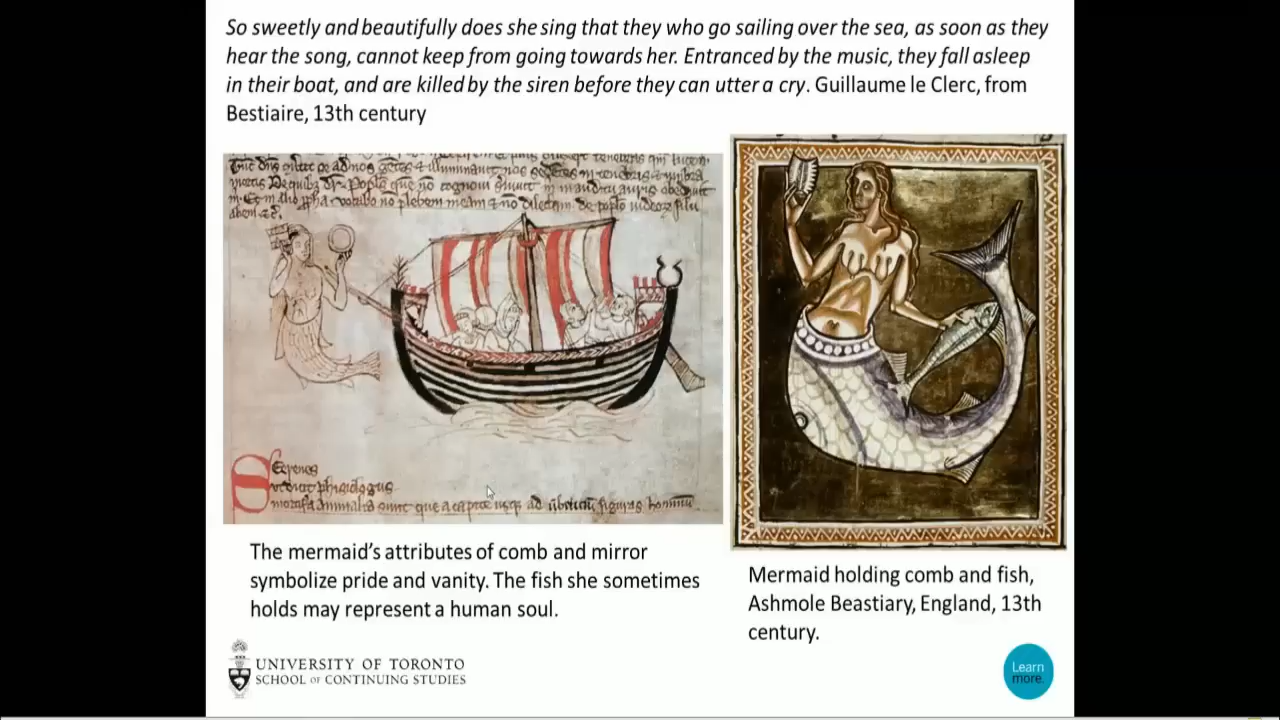 So sweetly and beautifully does she sing that they who go sailing over the sea, as soon as they
hear the song, cannot keep from going towards her. Entranced by the music, they fall asleep
in their boat, and are killed by the siren before they can utter a cry. Guillaume le Clerc, from
Bestiaire, 13th century
The mermaid's attributes of comb and mirror
symbolize pride and vanity. The fish she sometimes
holds may represent a human soul.
Mermaid holding comb and fish,
Ashmole Beastiary, England, 13th
century.
UNIVERSITY OF TORONTO
SCHOOL OF CONTINUING STUDIES
Learn
more.